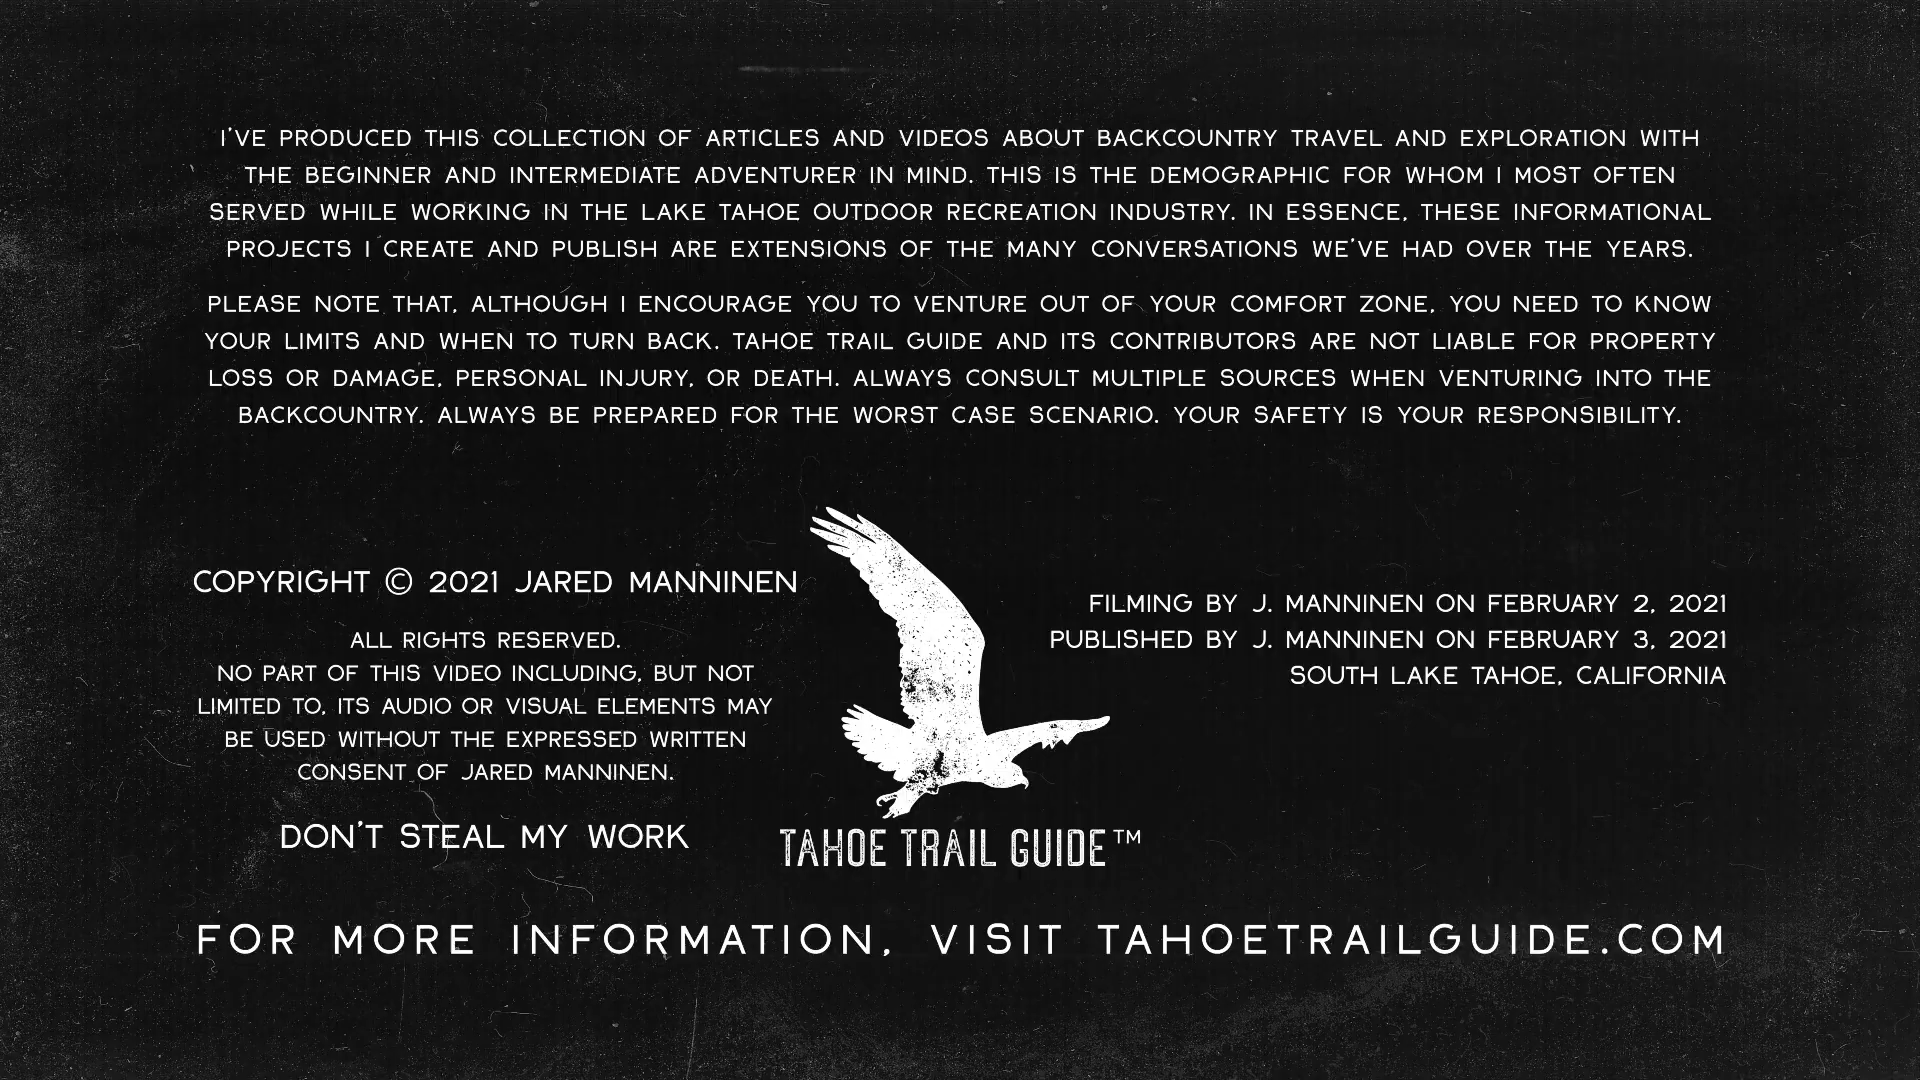 I'VE PRODUCED THIS COLLECTION OF ARTICLES AND VIDEOS ABOUT BACKCOUNTRY TRAVEL AND EXPLORATION WITH
THE BEGINNER AND INTERMEDIATE ADVENTURER IN MIND. THIS IS THE DEMOGRAPHIC FOR WHOM I MOST OFTEN
SERVED WHILE WORKING IN THE LAKE TAHOE OUTDOOR RECREATION INDUSTRY. IN ESSENCE, THESE INFORMATIONAL
PROJECTS I CREATE AND PUBLISH ARE EXTENSIONS OF THE MANY CONVERSATIONS WE'VE HAD OVER THE YEARS.
PLEASE NOTE THAT, ALTHOUGH I ENCOURAGE YOU TO VENTURE OUT OF YOUR COMFORT ZONE, YOU NEED TO KNOW
YOUR LIMITS AND WHEN TO TURN BACK. TAHOE TRAIL GUIDE AND ITS CONTRIBUTORS ARE NOT LIABLE FOR PROPERTY
LOSS OR DAMAGE, PERSONAL INJURY, OR DEATH. ALWAYS CONSULT MULTIPLE SOURCES WHEN VENTURING INTO THE
BACKCOUNTRY. ALWAYS BE PREPARED FOR THE WORST CASE SCENARIO. YOUR SAFETY IS YOUR RESPONSIBILITY.
COPYRIGHT © 2021 JARED MANNINEN
ALL RIGHTS RESERVED.
NO PART OF THIS VIDEO INCLUDING, BUT NOT
LIMITED TO, ITS AUDIO OR VISUAL ELEMENTS MAY
BE USED WITHOUT THE EXPRESSED WRITTEN
CONSENT OF JARED MANNINEN.
DON'T STEAL MY WORK
TAHOE TRAIL GUIDE™
FILMING BY J. MANNINEN ON FEBRUARY 2, 2021
PUBLISHED BY J. MANNINEN ON FEBRUARY 3, 2021
SOUTH LAKE TAHOE, CALIFORNIA
FOR MORE INFORMATION, VISIT TAHOETRAILGUIDE.COM